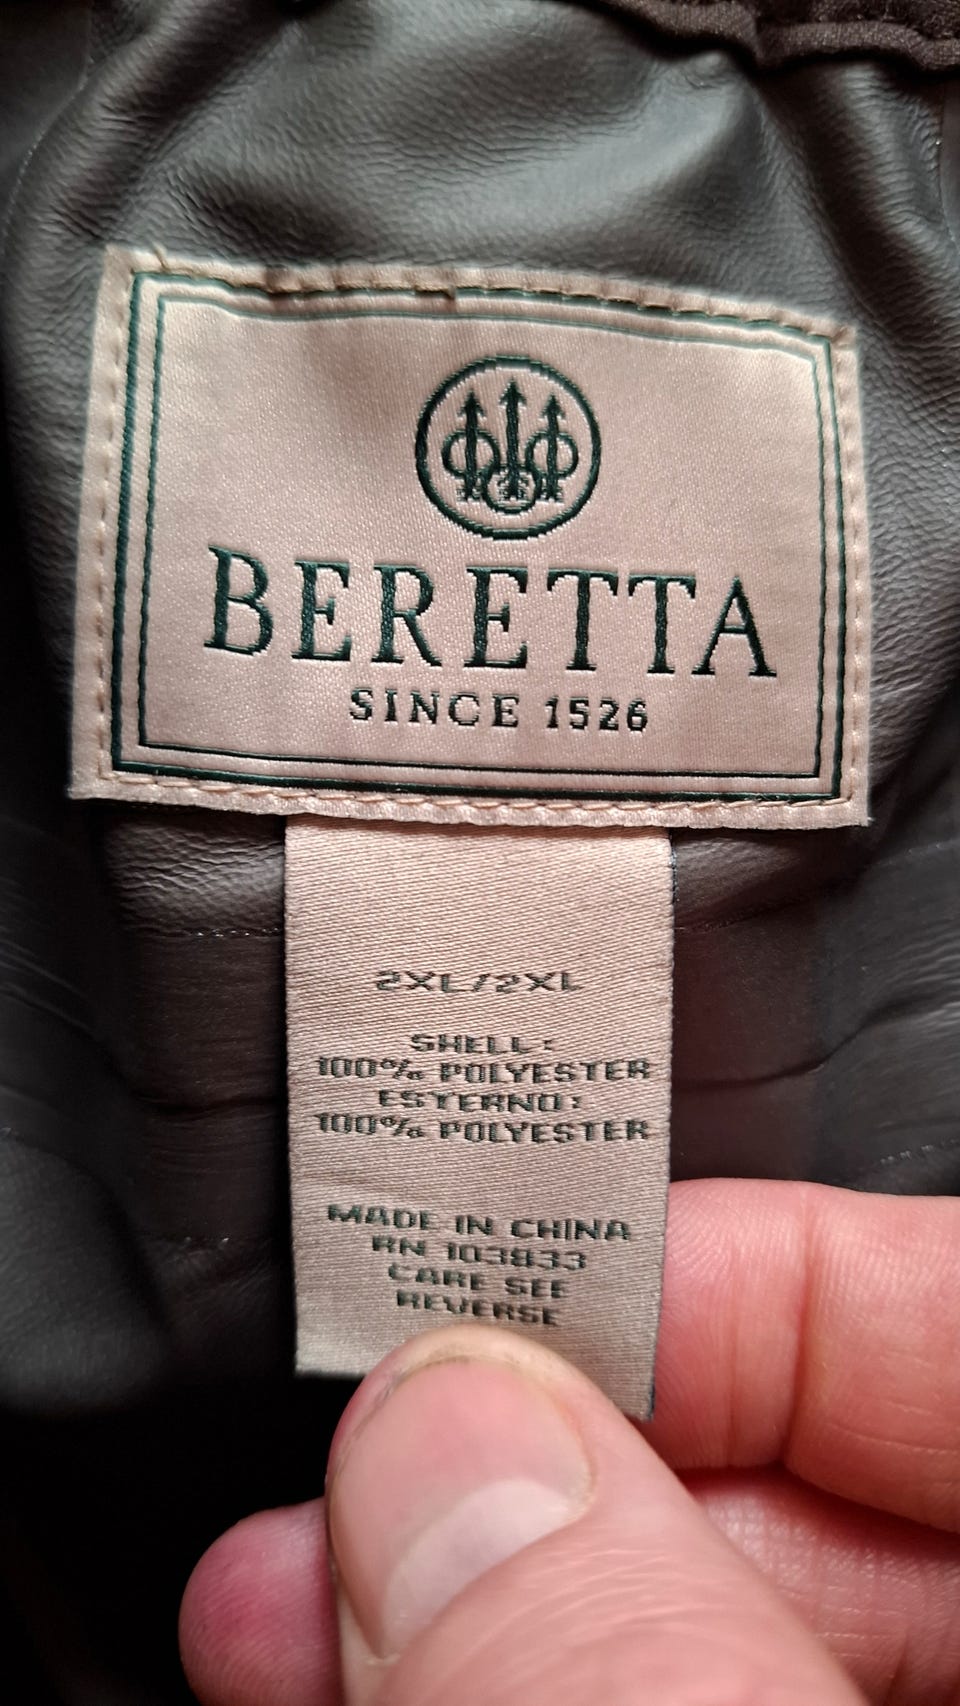 BERETTA
SINCE 1526
2XL/2XL
SHELL:
100% POLYESTER
ESTERNO:
100% POLYESTER
MADE IN CHINA
RN 103833
CARE SEE
REVERSE